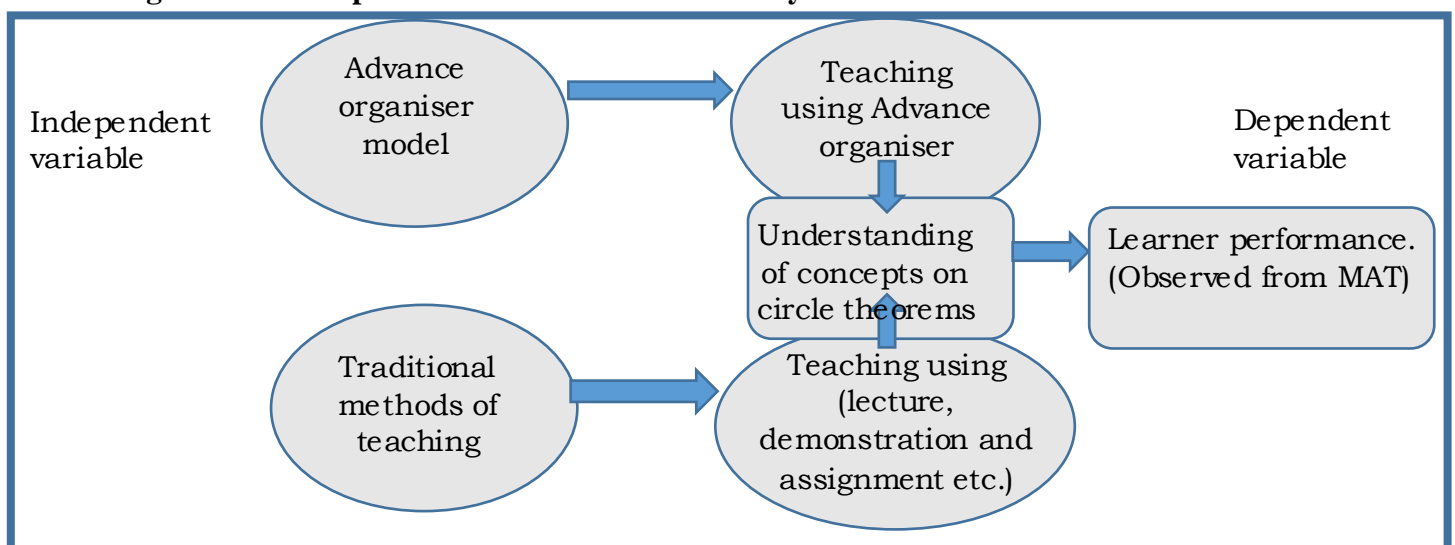 Independent
variable
Advance
organiser
model
Teaching
using Advance
organiser
Dependent
variable
Understanding
of concepts on
circle theorems
Learner performance.
(Observed from MAT)
Traditional
methods of
teaching
Teaching using
(lecture,
demonstration and
assignment etc.)